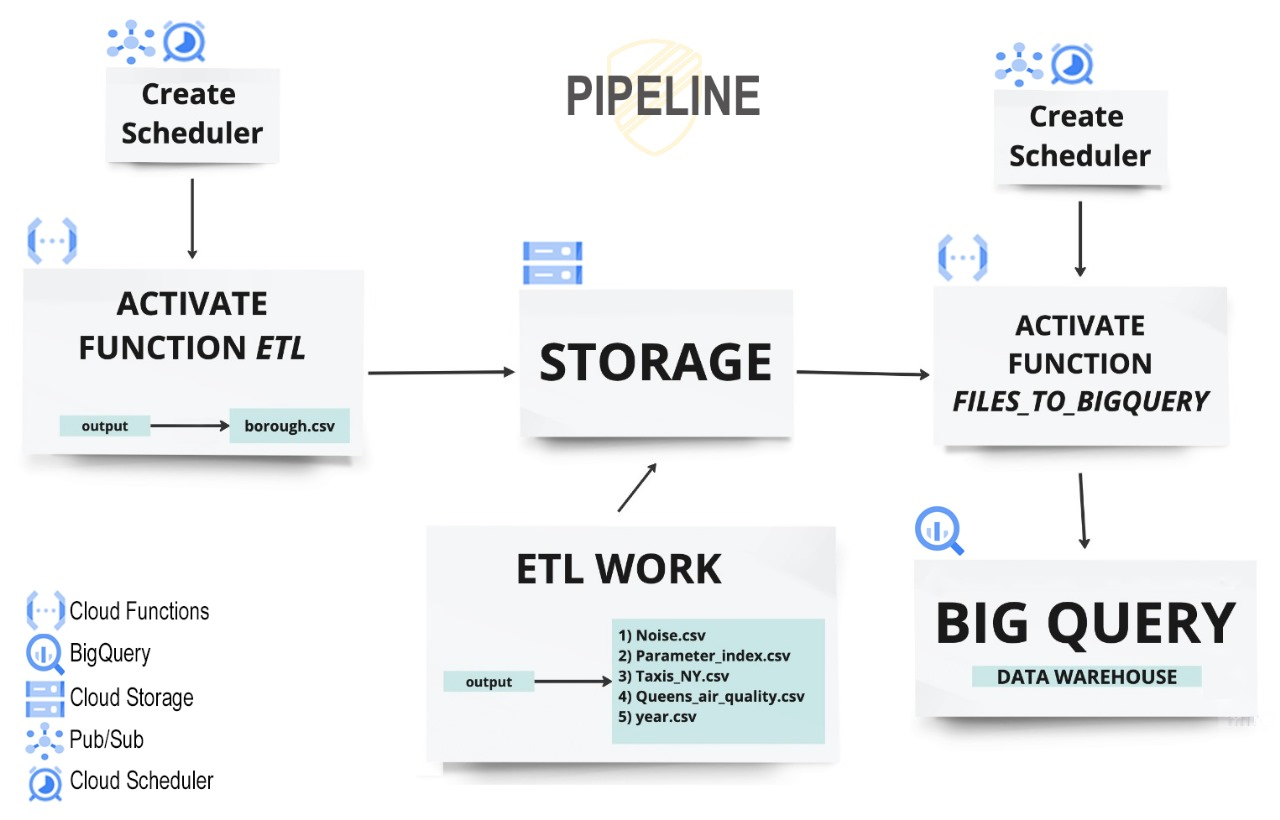 PIPELINE
Create
Scheduler
ACTIVATE
FUNCTION ETL
output
borough.csv
STORAGE
Create
Scheduler
ACTIVATE
FUNCTION
FILES_TO_BIGQUERY
ETL WORK
output
1) Noise.csv
2) Parameter_index.csv
3) Taxis_NY.csv
4) Queens_air_quality.csv
5) year.csv
BIG QUERY
DATA WAREHOUSE
Cloud Functions
BigQuery
Cloud Storage
Pub/Sub
Cloud Scheduler